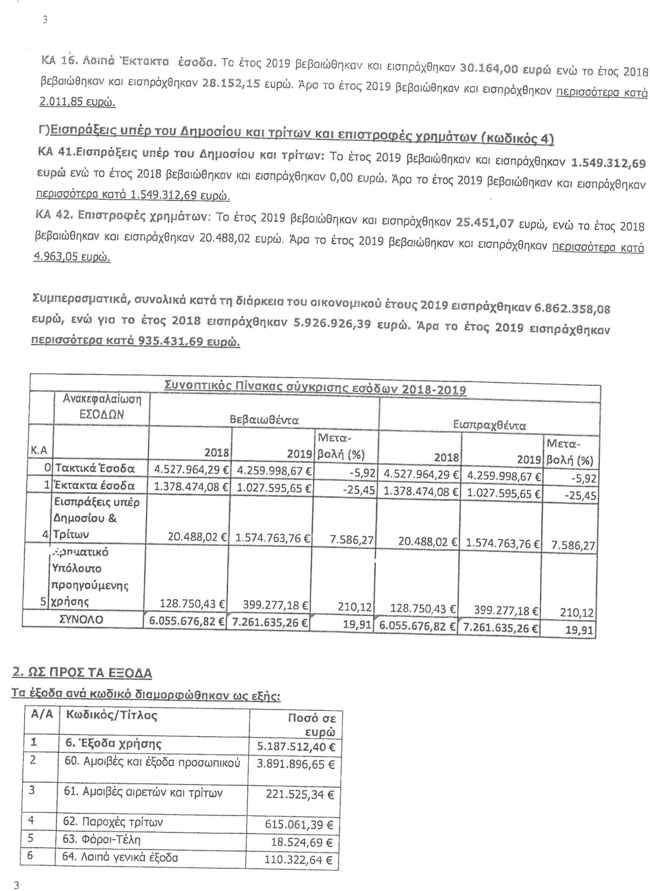 3
ΚΑ 16. Λοιπά Έκτακτα έσοδα. Το έτος 2019 βεβαιώθηκαν και εισπράχθηκαν 30.164,00 ευρώ ενώ το έτος 2018
βεβαιώθηκαν και εισπράχθηκαν 28.152,15 ευρώ. Άρα το έτος 2019 βεβαιώθηκαν και εισπράχθηκαν περισσότερα κατά
2.011,85 ευρώ.
Γ)Εισπράξεις υπέρ του Δημοσίου και τρίτων και επιστροφές χρημάτων (κωδικός 4)
ΚΑ 41.Εισπράξεις υπέρ του Δημοσίου και τρίτων: Το έτος 2019 βεβαιώθηκαν και εισπράχθηκαν 1.549.312,69
ευρώ ενώ το έτος 2018 βεβαιώθηκαν και εισπράχθηκαν 0,00 ευρώ. Άρα το έτος 2019 βεβαιώθηκαν και εισπράχθηκαν
περισσότερα κατά 1.549.312,69 ευρώ.
ΚΑ 42. Επιστροφές χρημάτων: Το έτος 2019 βεβαιώθηκαν και εισπράχθηκαν 25.451,07 ευρώ, ενώ το έτος 2018
βεβαιώθηκαν και εισπράχθηκαν 20.488,02 ευρώ. Άρα το έτος 2019 βεβαιώθηκαν και εισπράχθηκαν περισσότερα κατά
4.963,05 ευρώ.
Συμπερασματικά, συνολικά κατά τη διάρκεια του οικονομικού έτους 2019 εισπράχθηκαν 6.862.358,08
ευρώ, ενώ για το έτος 2018 εισπράχθηκαν 5.926.926,39 ευρώ. Άρα το έτος 2019 εισπράχθηκαν
περισσότερα κατά 935.431,69 ευρώ.
Συνοπτικός Πίνακας σύγκρισης εσόδων 2018-2019
Ανακεφαλαίωση
ΕΣΟΔΩΝ Βεβαιωθέντα Εισπραχθέντα
Κ.Α 2018 2019 Μετα-
βολή (%) 2018 2019 Μετα-
βολή (%)
0 Τακτικά Έσοδα 4.527.964,29 € 4.259.998,67 € -5,92 4.527.964,29 € 4.259.998,67 € -5,92
1 Έκτακτα έσοδα 1.378.474,08 € 1.027.595,65 € -25,45 1.378.474,08 € 1.027.595,65 € -25,45
Εισπράξεις υπέρ
Δημοσίου &
4 Τρίτων 20.488,02 € 1.574.763,76 € 7.586,27 20.488,02 € 1.574.763,76 € 7.586,27
Χρηματικό
Υπόλοιπο
προηγούμενης
5 χρήσης 128.750,43 € 399.277,18 € 210,12 128.750,43 € 399.277,18 € 210,12
ΣΥΝΟΛΟ 6.055.676,82 € 7.261.635,26 € 19,91 6.055.676,82 € 7.261.635,26 € 19,91
2. ΩΣ ΠΡΟΣ ΤΑ ΕΞΟΔΑ
Τα έξοδα ανά κωδικό διαμορφώθηκαν ως εξής:
Α/Α Κωδικός/Τίτλος Ποσό σε
ευρώ
1 6. Έξοδα χρήσης 5.187.512,40 €
2 60. Αμοιβές και έξοδα προσωπικού 3.891.896,65 €
3 61. Αμοιβές αιρετών και τρίτων 221.525,34 €
4 62. Παροχές τρίτων 615.061,39 €
5 63. Φόροι-Τέλη 18.524,69 €
6 64. Λοιπά γενικά έξοδα 110.322,64 €
3